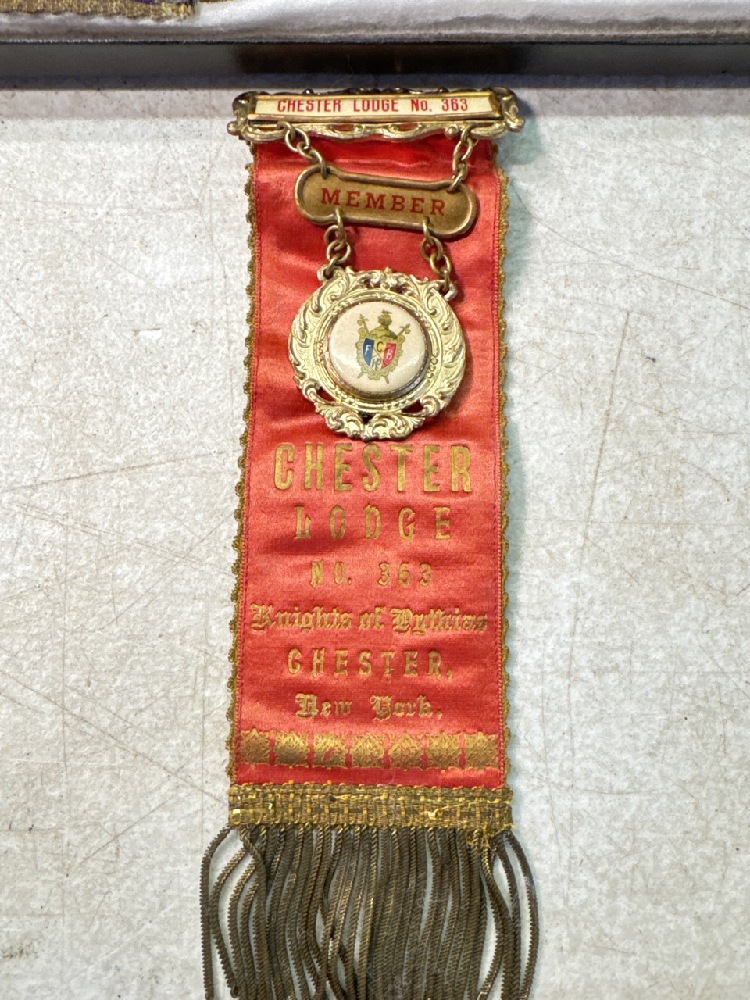 CHESTER LODGE No. 363
MEMBER
F C B
CHESTER
LODGE
NO. 363
Knights of Pythias
CHESTER,
New York.